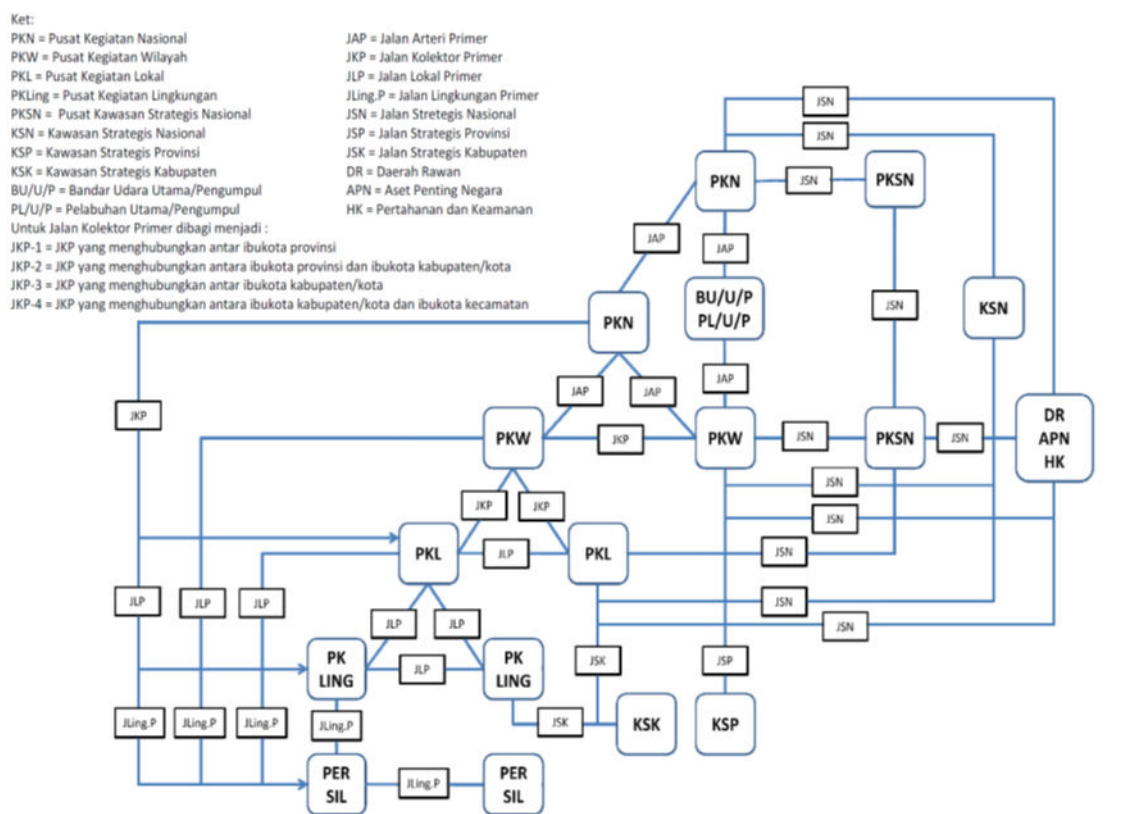 Ket:
PKN = Pusat Kegiatan Nasional
PKW = Pusat Kegiatan Wilayah
PKL = Pusat Kegiatan Lokal
PKLing = Pusat Kegiatan Lingkungan
PKSN = Pusat Kawasan Strategis Nasional
KSN = Kawasan Strategis Nasional
KSP = Kawasan Strategis Provinsi
KSK = Kawasan Strategis Kabupaten
BU/U/P = Bandar Udara Utama/Pengumpul
PL/U/P = Pelabuhan Utama/Pengumpul
Untuk Jalan Kolektor Primer dibagi menjadi :
JKP-1 = JKP yang menghubungkan antar ibukota provinsi
JKP-2 = JKP yang menghubungkan antara ibukota provinsi dan ibukota kabupaten/kota
JKP-3 = JKP yang menghubungkan antar ibukota kabupaten/kota
JKP-4 = JKP yang menghubungkan antara ibukota kabupaten/kota dan ibukota kecamatan
JAP = Jalan Arteri Primer
JKP = Jalan Kolektor Primer
JLP = Jalan Lokal Primer
JLing.P = Jalan Lingkungan Primer
JSN = Jalan Stretegis Nasional
JSP = Jalan Strategis Provinsi
JSK = Jalan Strategis Kabupaten
DR = Daerah Rawan
APN = Aset Penting Negara
HK = Pertahanan dan Keamanan
JSN
JSN
PKN
JSN
PKSN
JAP
JAP
BU/U/P
PL/U/P
JSN
KSN
PKN
JAP
JAP
JAP
JKP
PKW
JKP
PKW
JSN
PKSN
JSN
DR
APN
HK
JSN
JKP
JKP
JSN
PKL
JLP
PKL
JSN
JLP
JLP
JLP
JSN
JLP
JLP
JSN
PK
LING
JLP
PK
LING
JSK
JSP
JLing.P
JLing.P
JLing.P
JLing.P
JSK
KSK
KSP
PER
SIL
JLing.P
PER
SIL